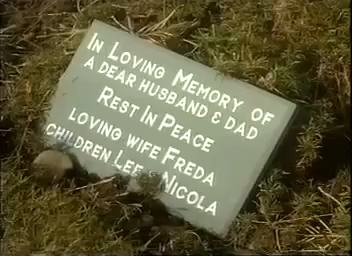 In Loving Memory of
a dear husband & dad
Rest In Peace
loving wife Freda
children Lee Nicola